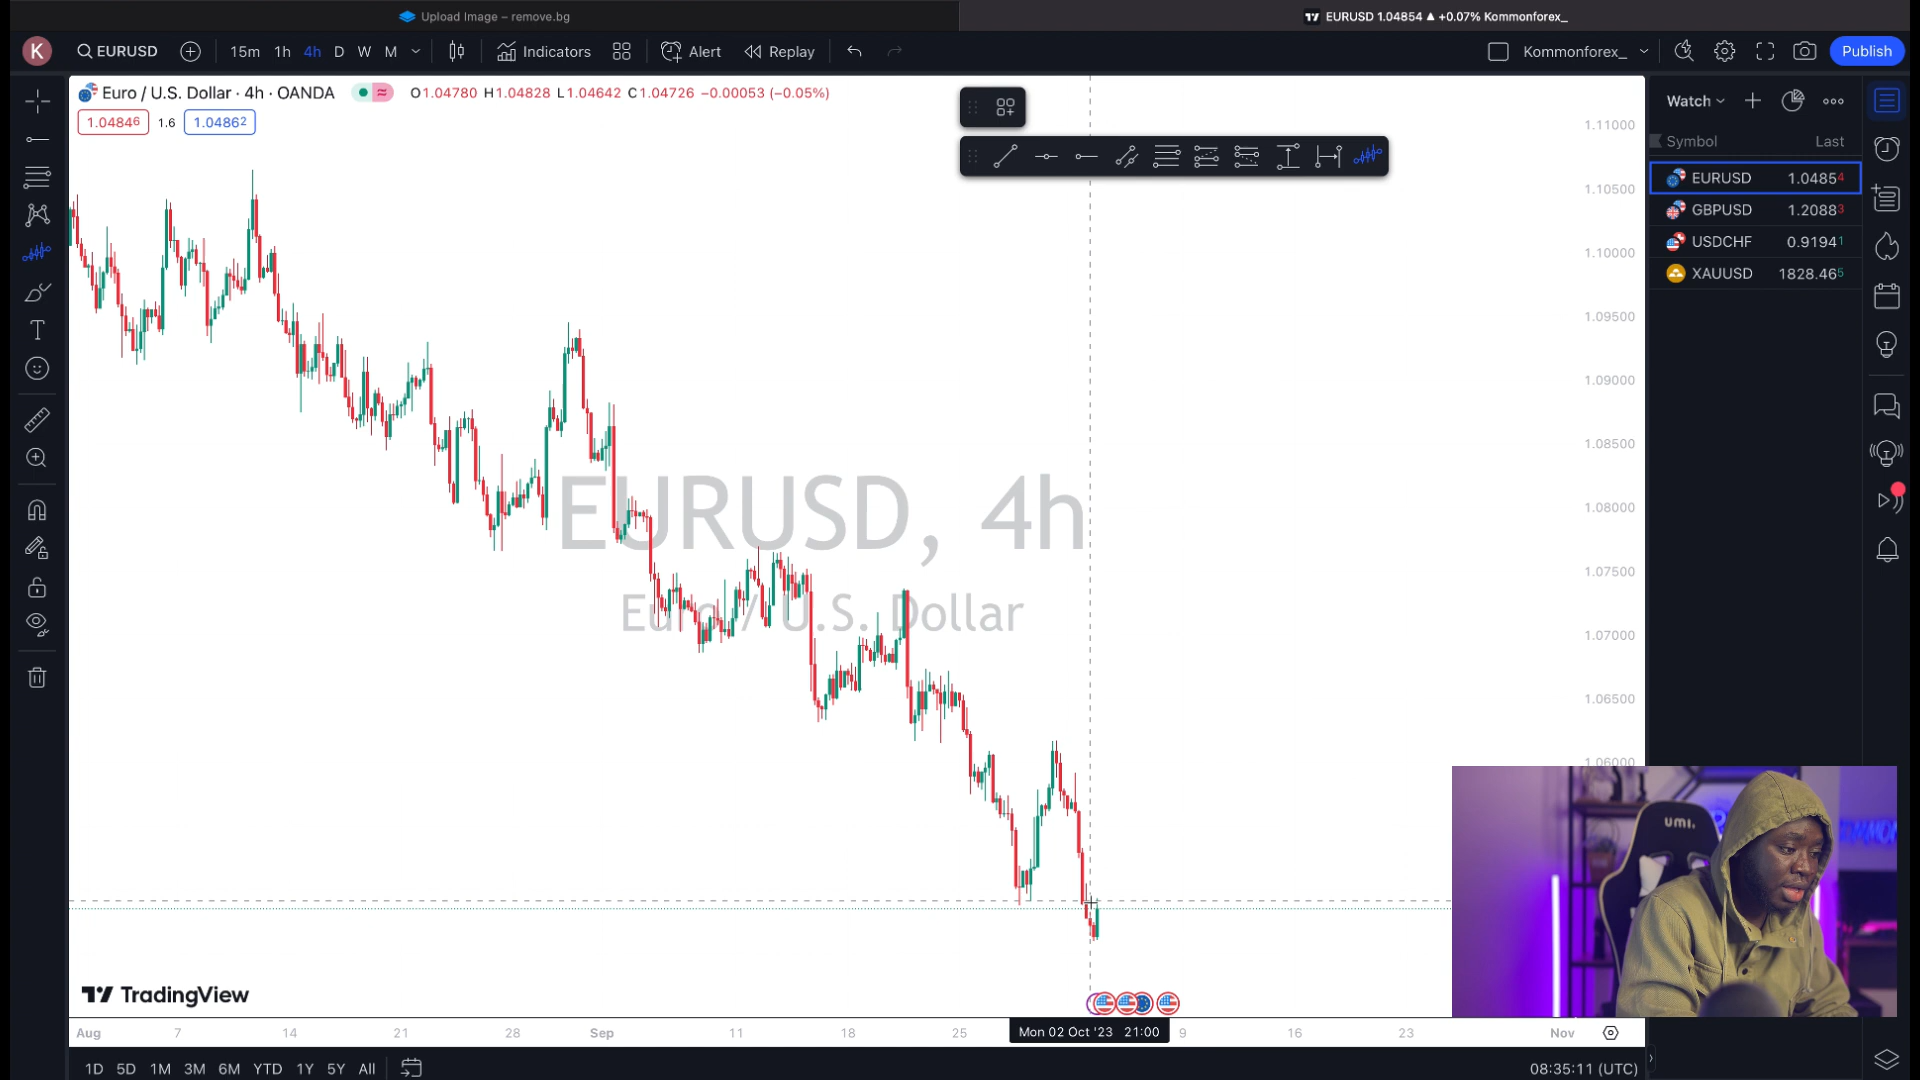 Upload Image – remove.bg
EURUSD 1.04854 ▲ +0.07% Kommonforex_
K
EURUSD
15m 1h 4h D W M
Indicators
Alert
Replay
Kommonforex_
Publish
Euro / U.S. Dollar · 4h · OANDA
O1.04780 H1.04828 L1.04642 C1.04726 −0.00053 (−0.05%)
1.04846 1.6 1.04862
Watch
Symbol Last
EURUSD 1.04854
GBPUSD 1.20883
USDCHF 0.91941
XAUUSD 1828.465
1.11000
1.10500
1.10000
1.09500
1.09000
1.08500
1.08000
1.07500
1.07000
1.06500
1.06000
EURUSD, 4h
Euro / U.S. Dollar
umi.
TradingView
Aug 7 14 21 28 Sep 11 18 25 Mon 02 Oct '23 21:00 9 16 23 Nov
1D 5D 1M 3M 6M YTD 1Y 5Y All
08:35:11 (UTC)